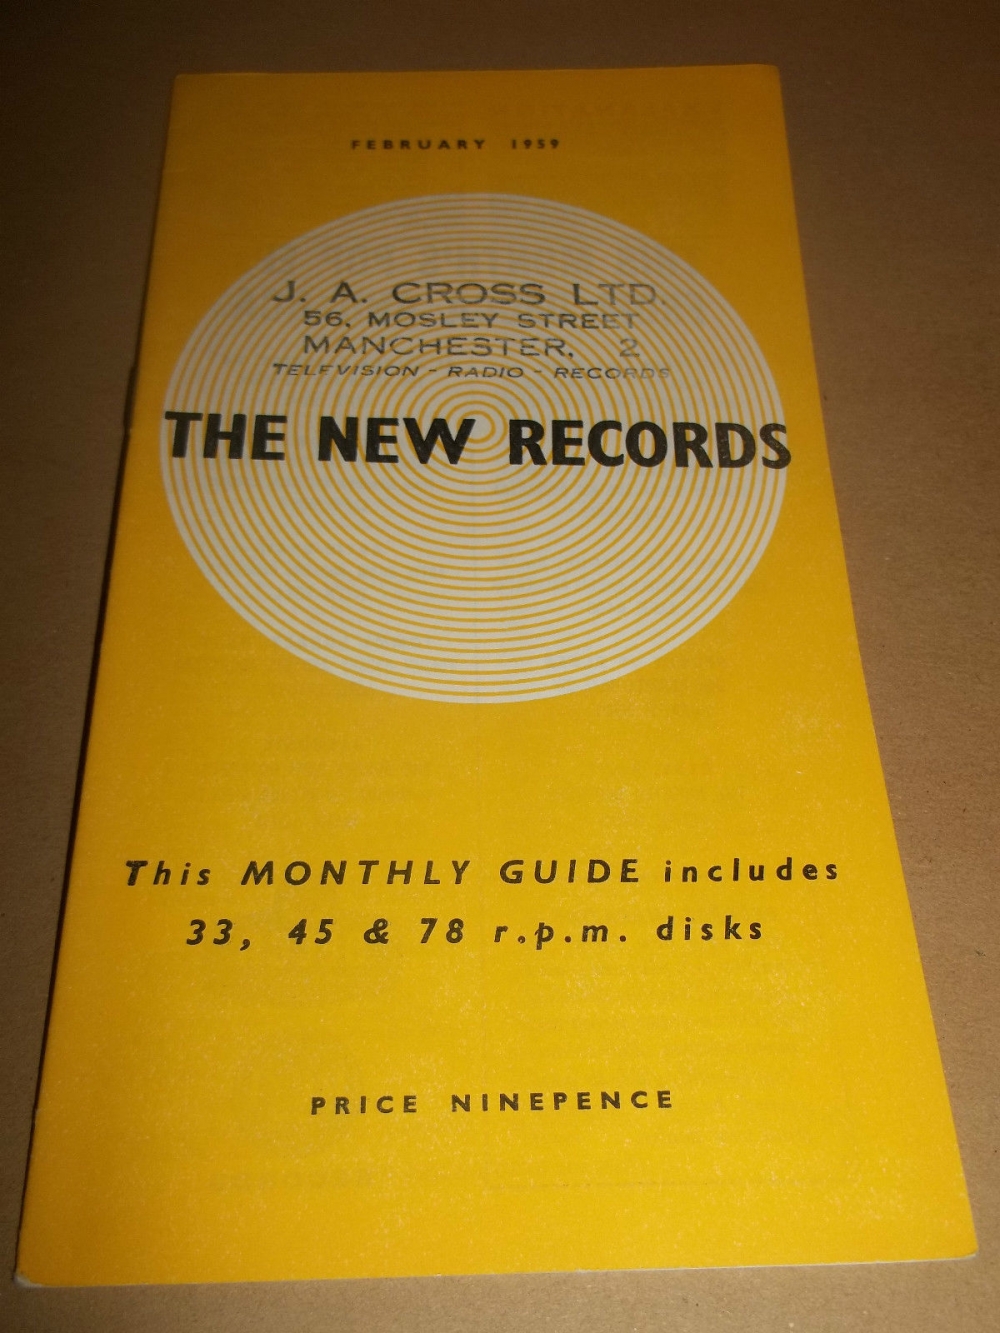 FEBRUARY 1959
J. A. CROSS LTD.
56, MOSLEY STREET
MANCHESTER, 2
TELEVISION - RADIO - RECORDS
THE NEW RECORDS
This MONTHLY GUIDE includes
33, 45 & 78 r.p.m. disks
PRICE NINEPENCE